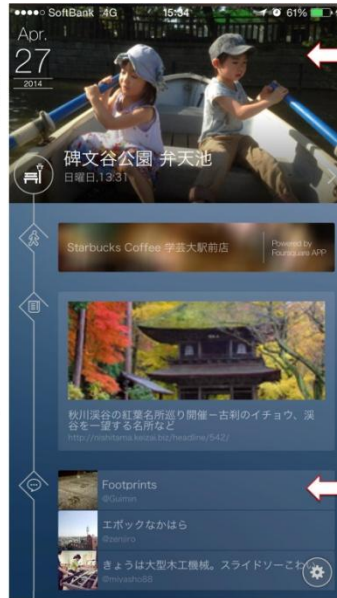 SoftBank 4G 15:34 61%
Apr.
27
2014
碑文谷公園 弁天池
日曜日,13:31
Starbucks Coffee 学芸大駅前店
Powered by
Foursquare APP
秋川渓谷の紅葉名所巡り開催－古刹のイチョウ、渓
谷を一望する名所など
http://nishitama.keizai.biz/headline/542/
Footprints
@Guimin
エポックなかはら
@zeniiro
きょうは大型木工機械。スライドソーこわい
@miyasho88